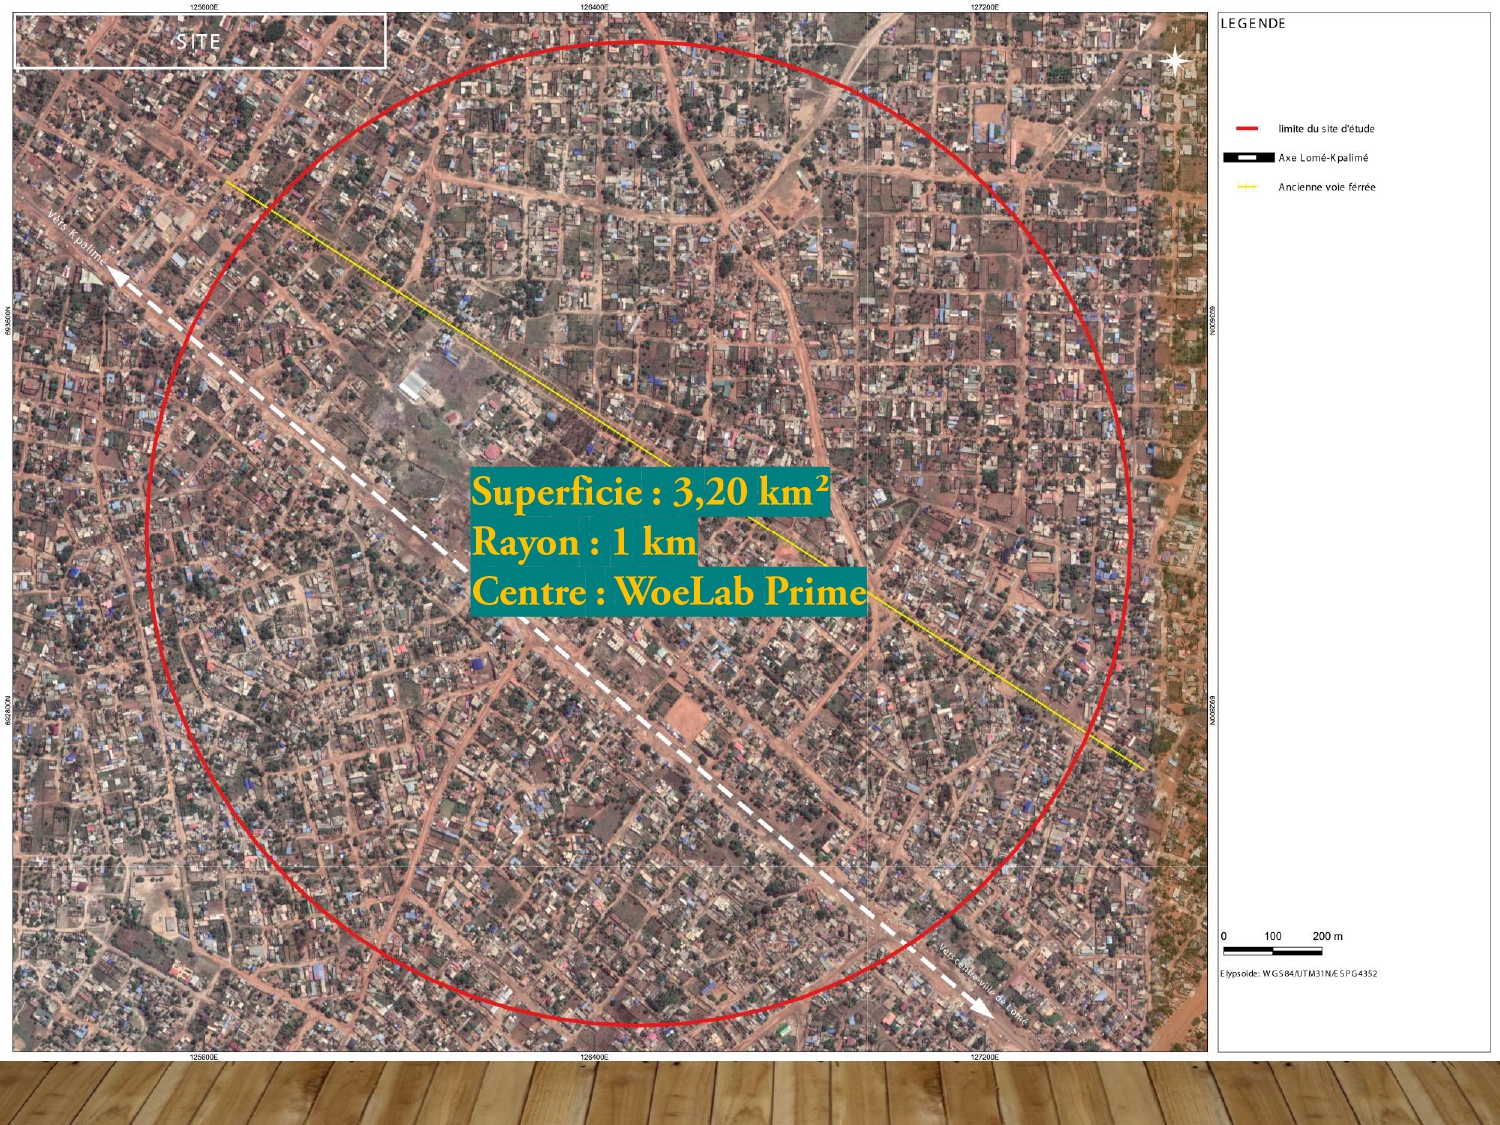 125600E
126400E
127200E
SITE
N
LEGENDE
limite du site d'étude
Axe Lomé-Kpalimé
Ancienne voie férrée
Vers Kpalimé
693600N
693600N
Superficie : 3,20 km²
Rayon : 1 km
Centre : WoeLab Prime
692800N
692800N
Vers centre ville de Lomé
0 100 200 m
Elypsoide: WGS84/UTM31N/ESPG4352
125600E
126400E
127200E